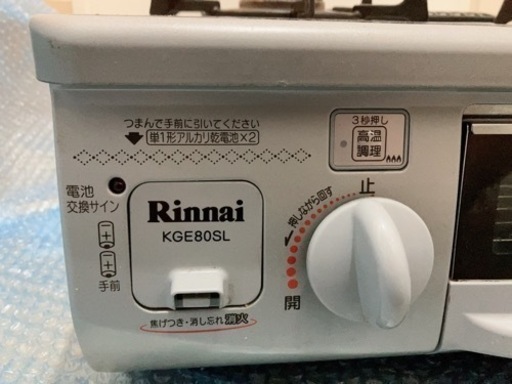 つまんで手前に引いてください
単1形アルカリ乾電池×2
電池
交換サイン
手前
Rinnai
KGE80SL
焦げつき・消し忘れ消火
3秒押し
高温
調理
止
押しながら回す
開